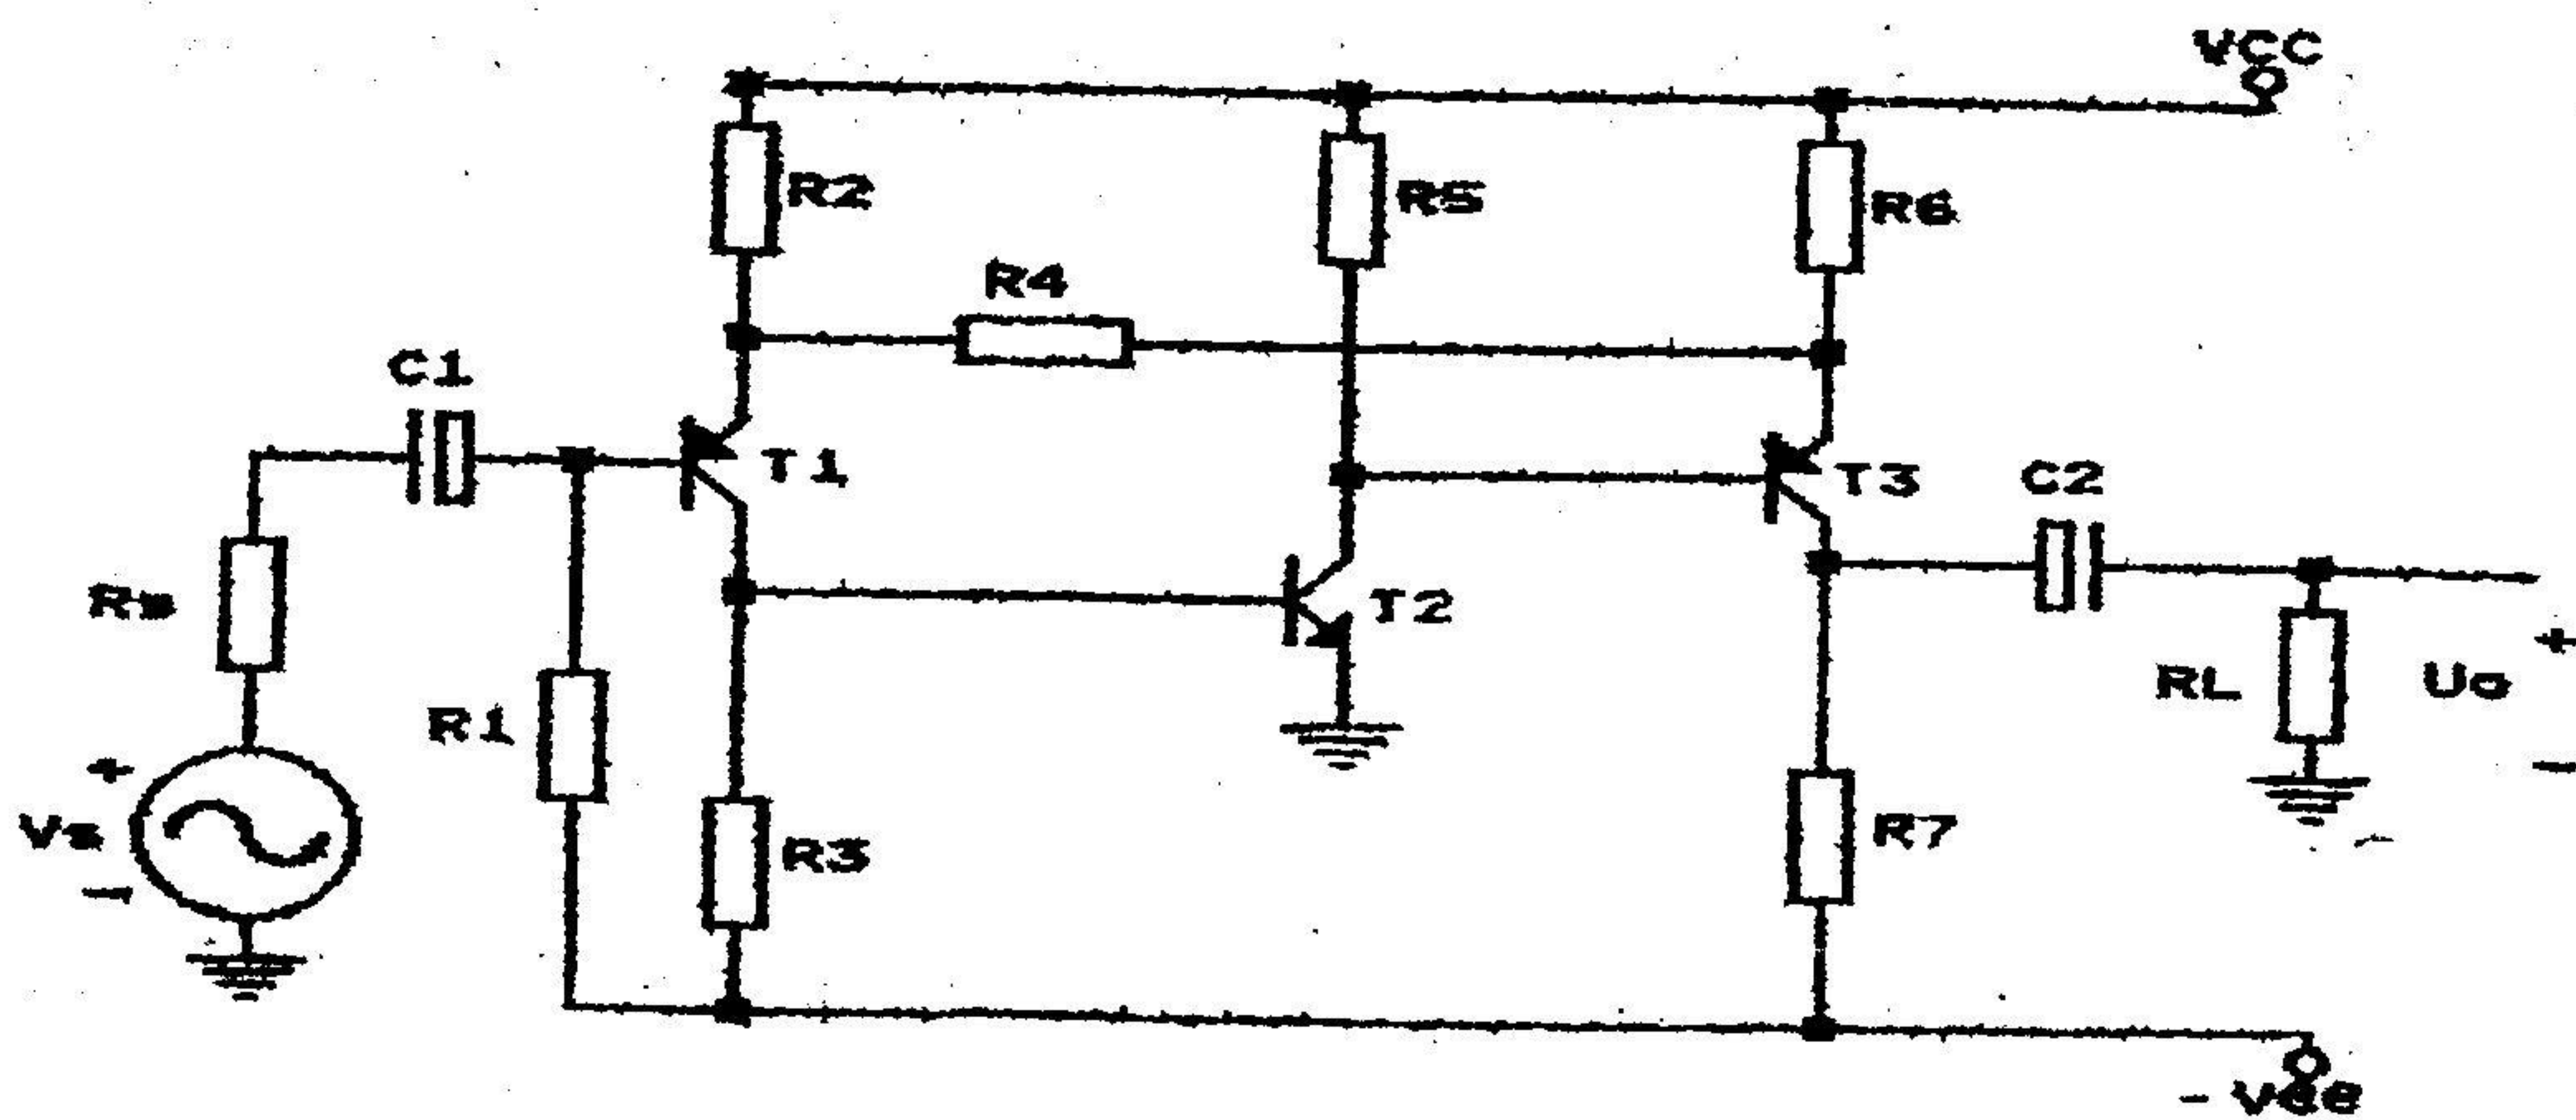 VCC
R2
R5
R6
R4
C1
T1
T3
C2
Rs
T2
+
R1
RL
Uo
+
Vs
-
R3
R7
-
- Vee